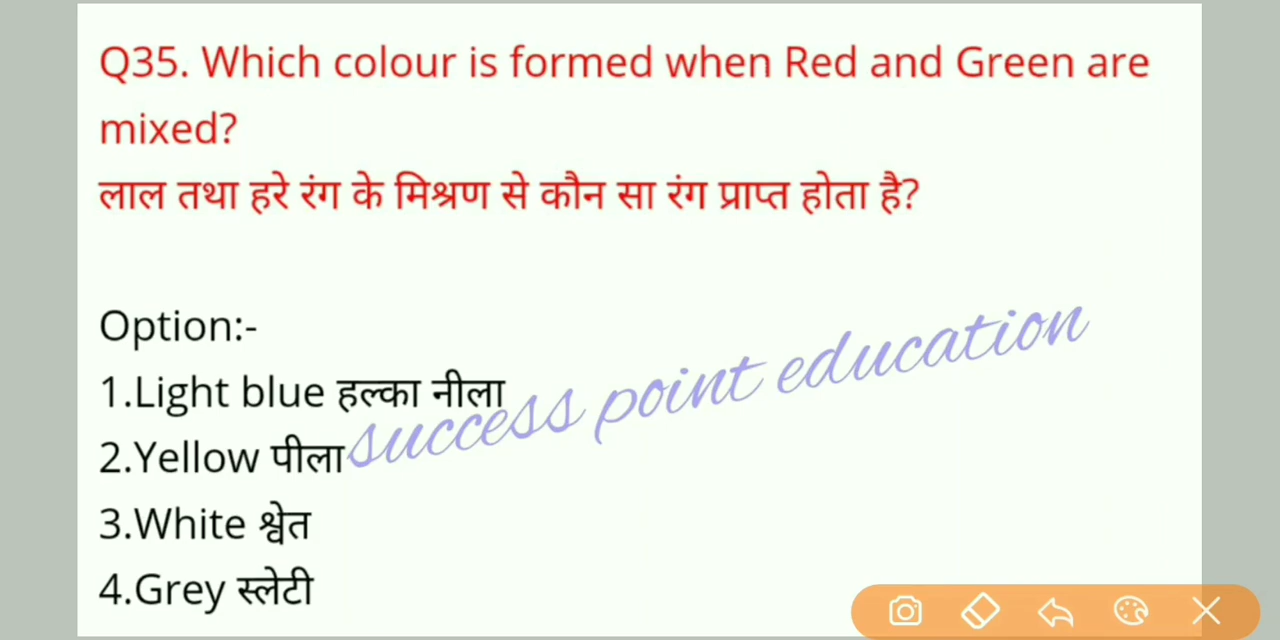 Q35. Which colour is formed when Red and Green are
mixed?
लाल तथा हरे रंग के मिश्रण से कौन सा रंग प्राप्त होता है?
Option:-
1.Light blue हल्का नीला
2.Yellow पीला
success point education
3.White श्वेत
4.Grey स्लेटी